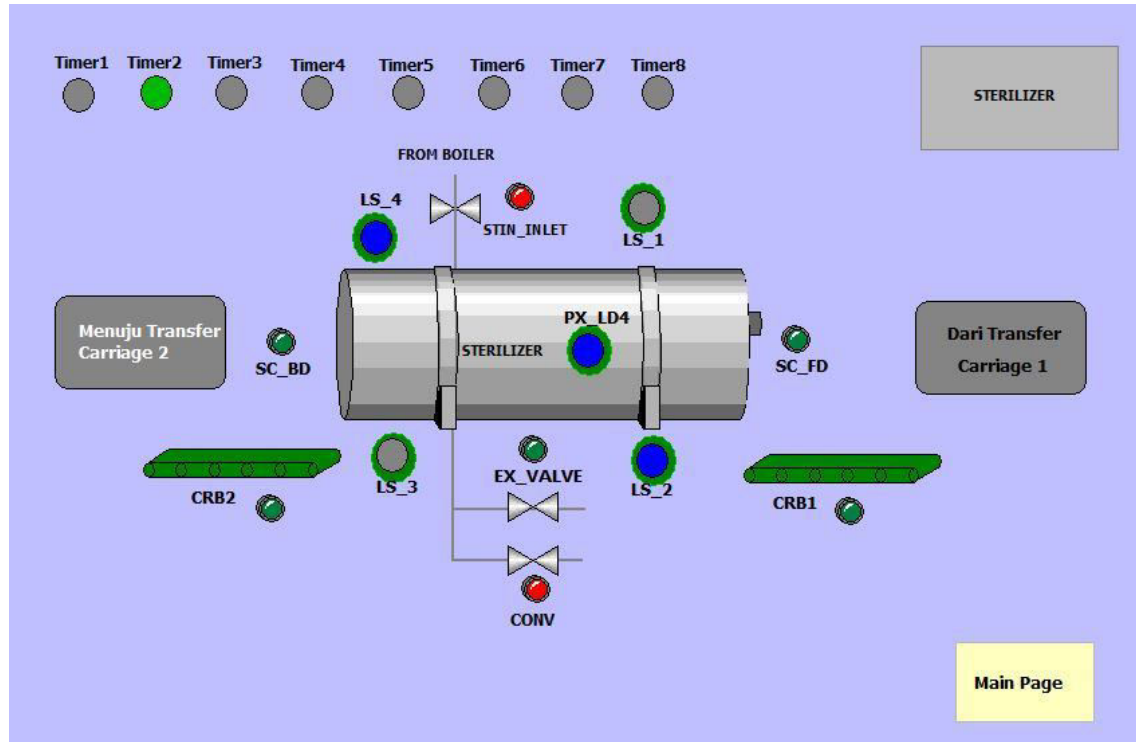 Timer1 Timer2 Timer3 Timer4 Timer5 Timer6 Timer7 Timer8
STERILIZER
FROM BOILER
LS_4
STIN_INLET
LS_1
Menuju Transfer
Carriage 2
SC_BD
STERILIZER
PX_LD4
SC_FD
Dari Transfer
Carriage 1
CRB2
LS_3
EX_VALVE
LS_2
CRB1
CONV
Main Page